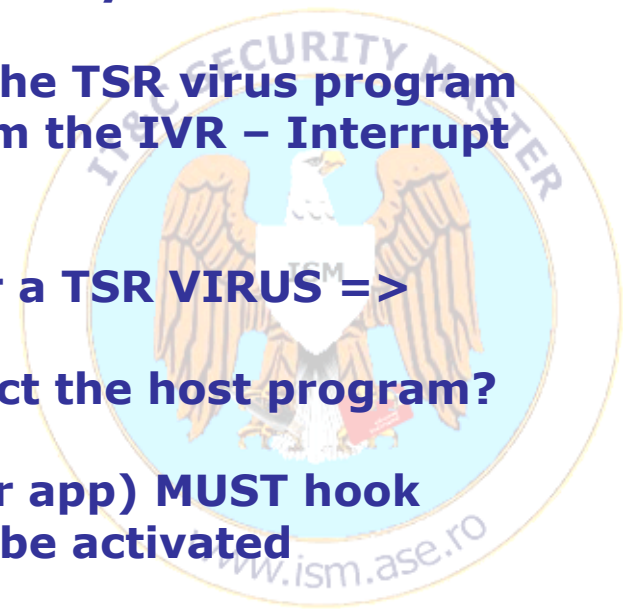 he TSR virus program
m the IVR – Interrupt
r a TSR VIRUS =>
ct the host program?
r app) MUST hook
be activated
IT&C SECURITY MASTER
ISM
www.ism.ase.ro